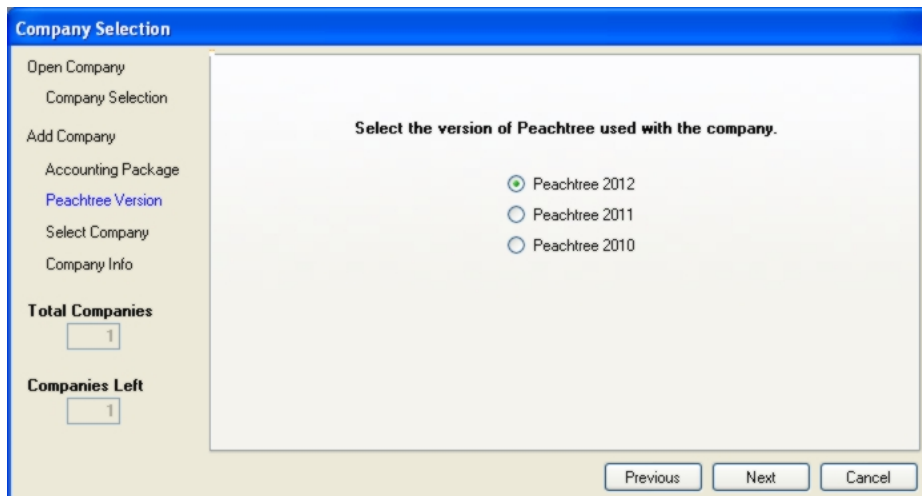 Company Selection
Open Company
Company Selection
Add Company
Accounting Package
Peachtree Version
Select Company
Company Info
Total Companies
1
Companies Left
1
Select the version of Peachtree used with the company.
Peachtree 2012
Peachtree 2011
Peachtree 2010
Previous
Next
Cancel